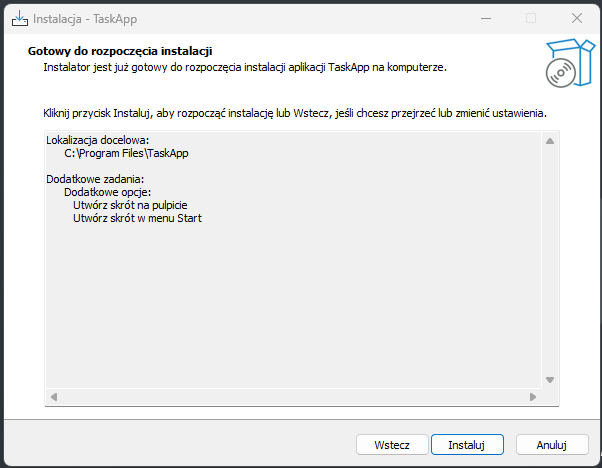 Instalacja - TaskApp
Gotowy do rozpoczęcia instalacji
Instalator jest już gotowy do rozpoczęcia instalacji aplikacji TaskApp na komputerze.
Kliknij przycisk Instaluj, aby rozpocząć instalację lub Wstecz, jeśli chcesz przejrzeć lub zmienić ustawienia.
Lokalizacja docelowa:
C:\Program Files\TaskApp
Dodatkowe zadania:
Dodatkowe opcje:
Utwórz skrót na pulpicie
Utwórz skrót w menu Start
Wstecz
Instaluj
Anuluj